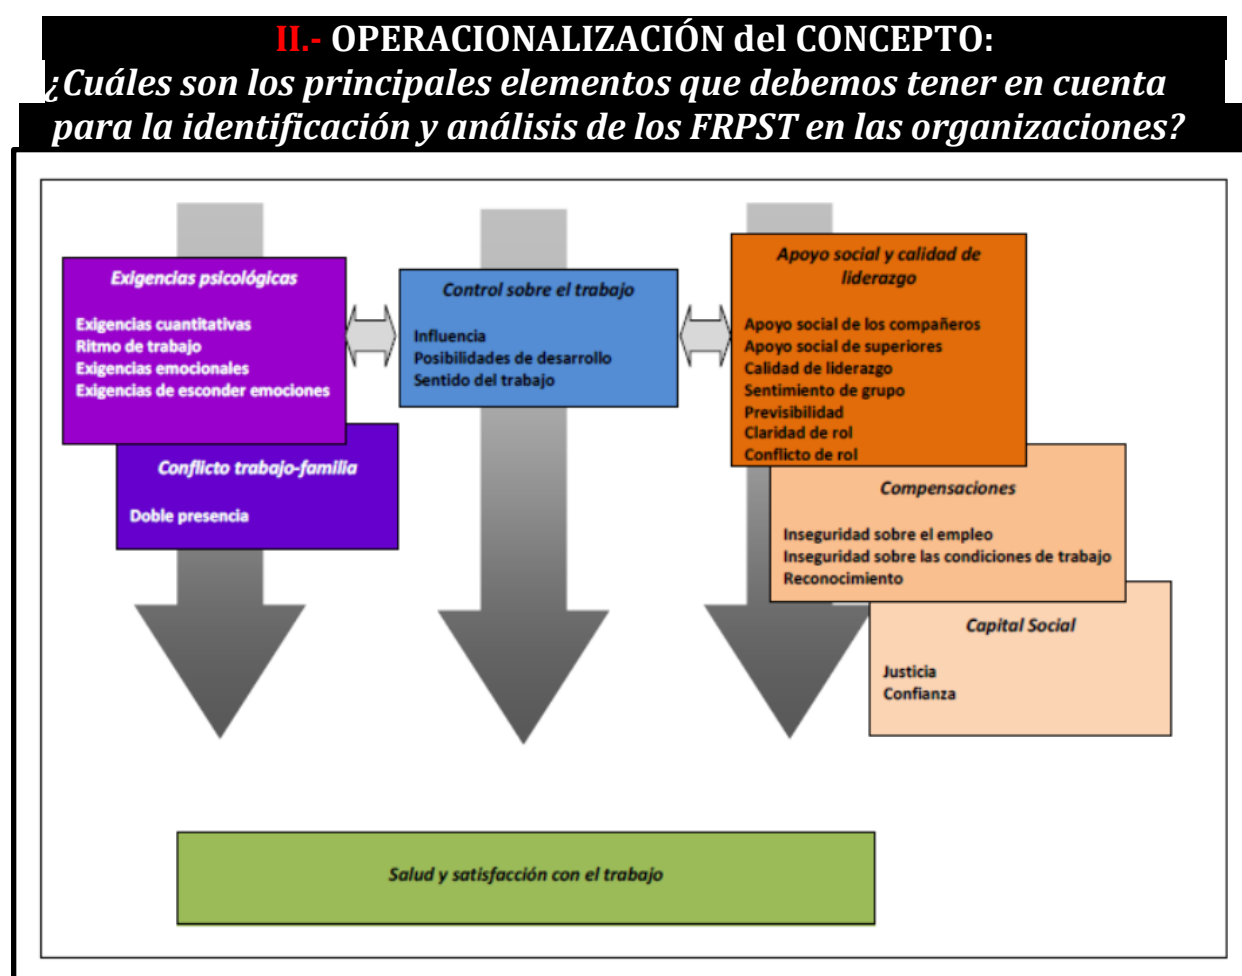 II.- OPERACIONALIZACIÓN del CONCEPTO:
¿Cuáles son los principales elementos que debemos tener en cuenta
para la identificación y análisis de los FRPST en las organizaciones?
Exigencias psicológicas
Exigencias cuantitativas
Ritmo de trabajo
Exigencias emocionales
Exigencias de esconder emociones
Conflicto trabajo-familia
Doble presencia
Control sobre el trabajo
Influencia
Posibilidades de desarrollo
Sentido del trabajo
Apoyo social y calidad de
liderazgo
Apoyo social de los compañeros
Apoyo social de superiores
Calidad de liderazgo
Sentimiento de grupo
Previsibilidad
Claridad de rol
Conflicto de rol
Compensaciones
Inseguridad sobre el empleo
Inseguridad sobre las condiciones de trabajo
Reconocimiento
Capital Social
Justicia
Confianza
Salud y satisfacción con el trabajo